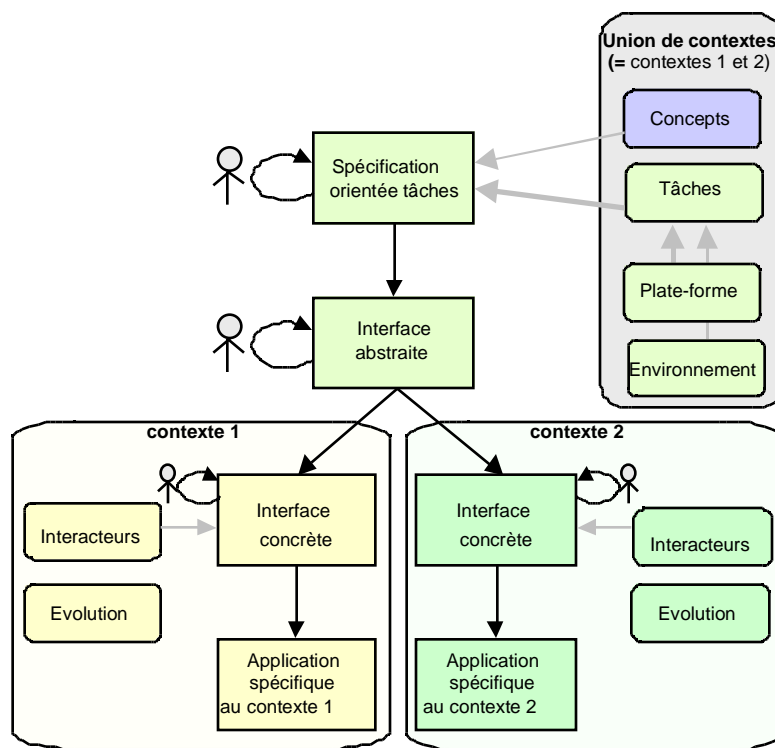 Union de contextes
(= contextes 1 et 2)
Concepts
Tâches
Plate-forme
Environnement
Spécification
orientée tâches
Interface
abstraite
contexte 1
Interacteurs
Evolution
Interface
concrète
Application
spécifique
au contexte 1
contexte 2
Interface
concrète
Interacteurs
Evolution
Application
spécifique
au contexte 2